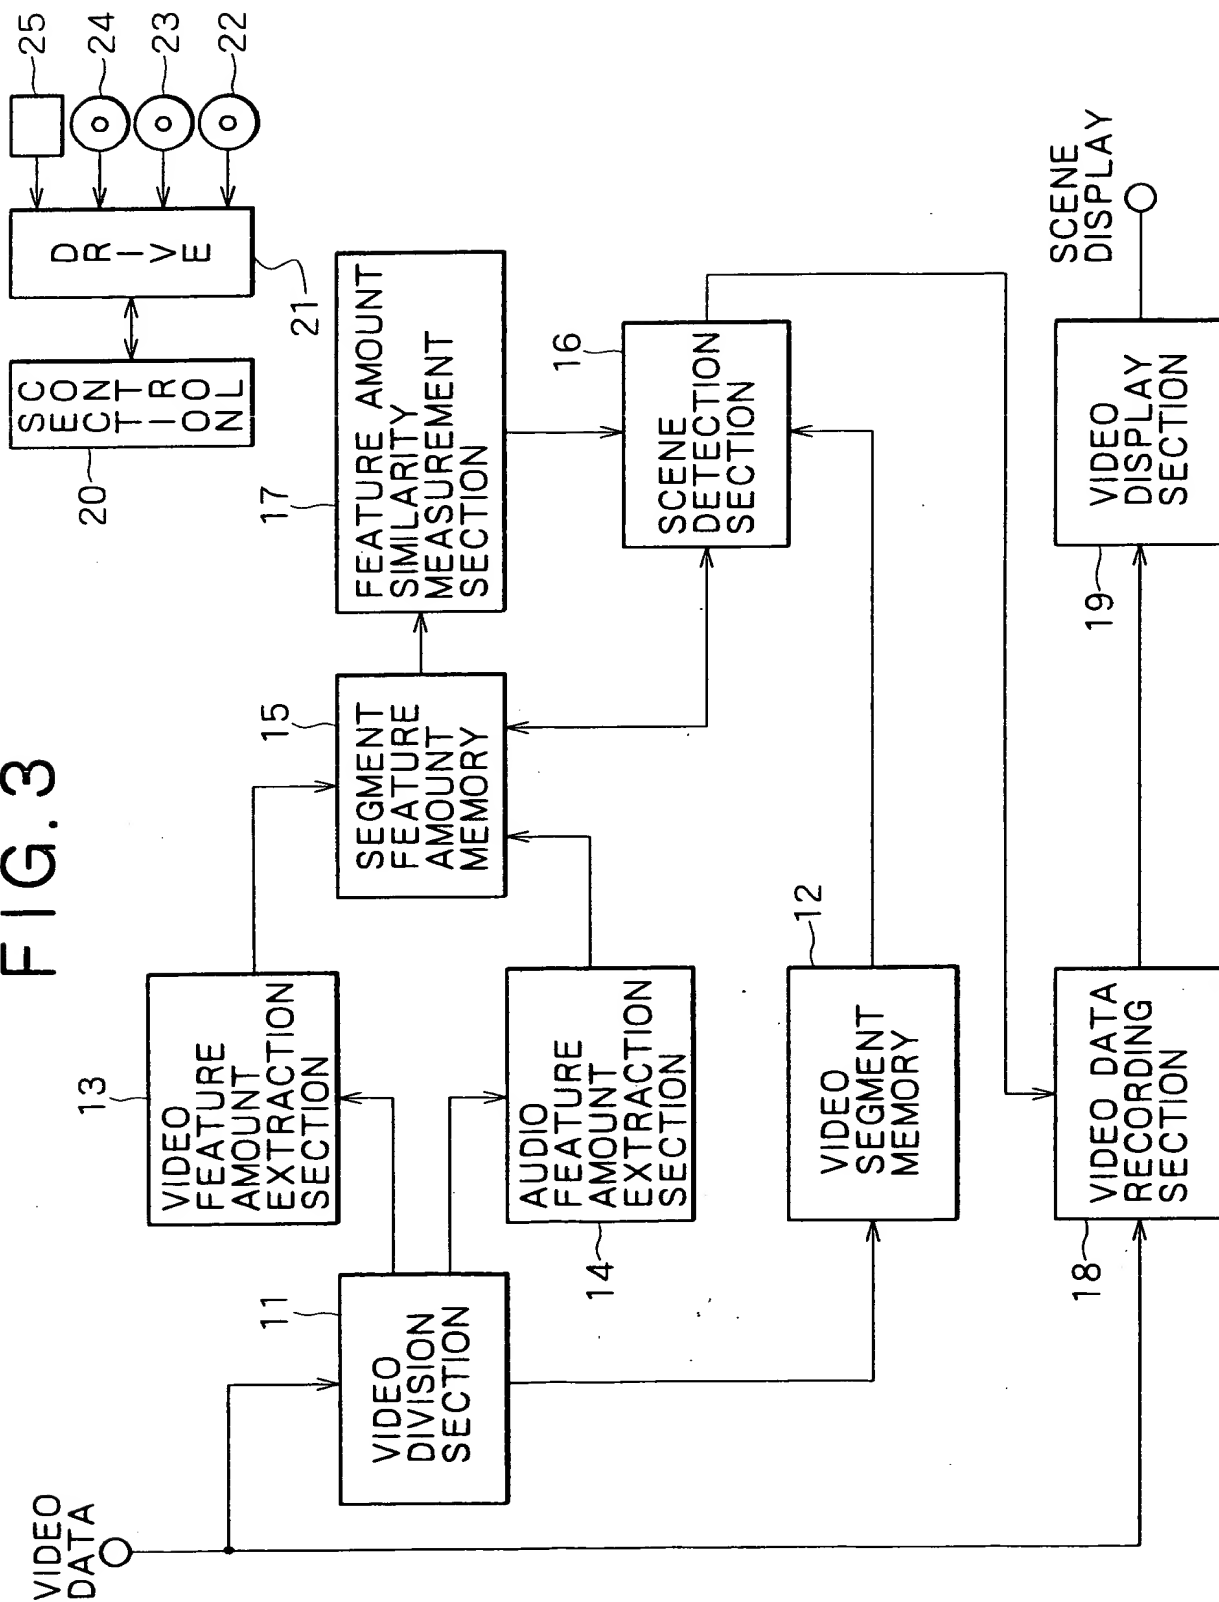 FIG. 3
VIDEO
DATA
11
VIDEO
DIVISION
SECTION
13
VIDEO
FEATURE
AMOUNT
EXTRACTION
SECTION
14
AUDIO
FEATURE
AMOUNT
EXTRACTION
SECTION
12
VIDEO
SEGMENT
MEMORY
15
SEGMENT
FEATURE
AMOUNT
MEMORY
17
FEATURE AMOUNT
SIMILARITY
MEASUREMENT
SECTION
16
SCENE
DETECTION
SECTION
18
VIDEO DATA
RECORDING
SECTION
19
VIDEO
DISPLAY
SECTION
SCENE
DISPLAY
20
CONTROL
SECTION
21
DRIVE
25
24
23
22